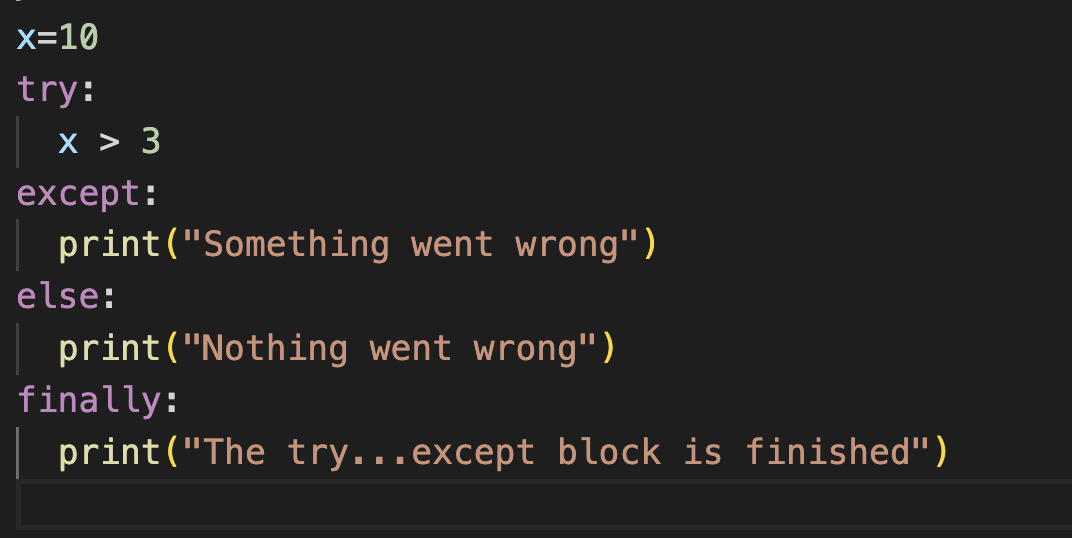 x=10
try:
  x > 3
except:
  print("Something went wrong")
else:
  print("Nothing went wrong")
finally:
  print("The try...except block is finished")